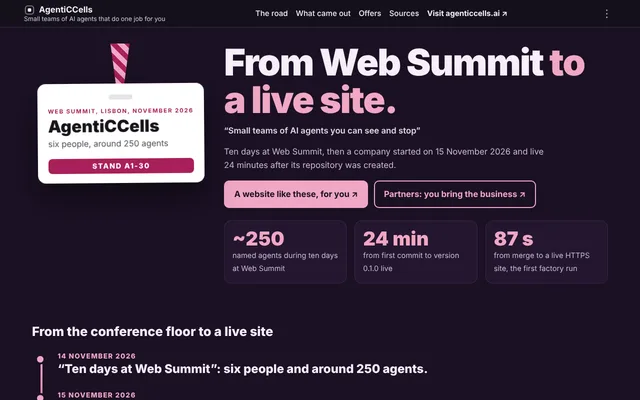 AgentiCCells
Small teams of AI agents that do one job for you
The road
What came out
Offers
Sources
Visit agenticcells.ai ↗
WEB SUMMIT, LISBON, NOVEMBER 2026
AgentiCCells
six people, around 250 agents
STAND A1-30
From Web Summit to
a live site.
“Small teams of AI agents you can see and stop”
Ten days at Web Summit, then a company started on 15 November 2026 and live
24 minutes after its repository was created.
A website like these, for you ↗
Partners: you bring the business ↗
~250
named agents during ten days
at Web Summit
24 min
from first commit to version
0.1.0 live
87 s
from merge to a live HTTPS
site, the first factory run
From the conference floor to a live site
14 NOVEMBER 2026
“Ten days at Web Summit”: six people and around 250 agents.
15 NOVEMBER 2026